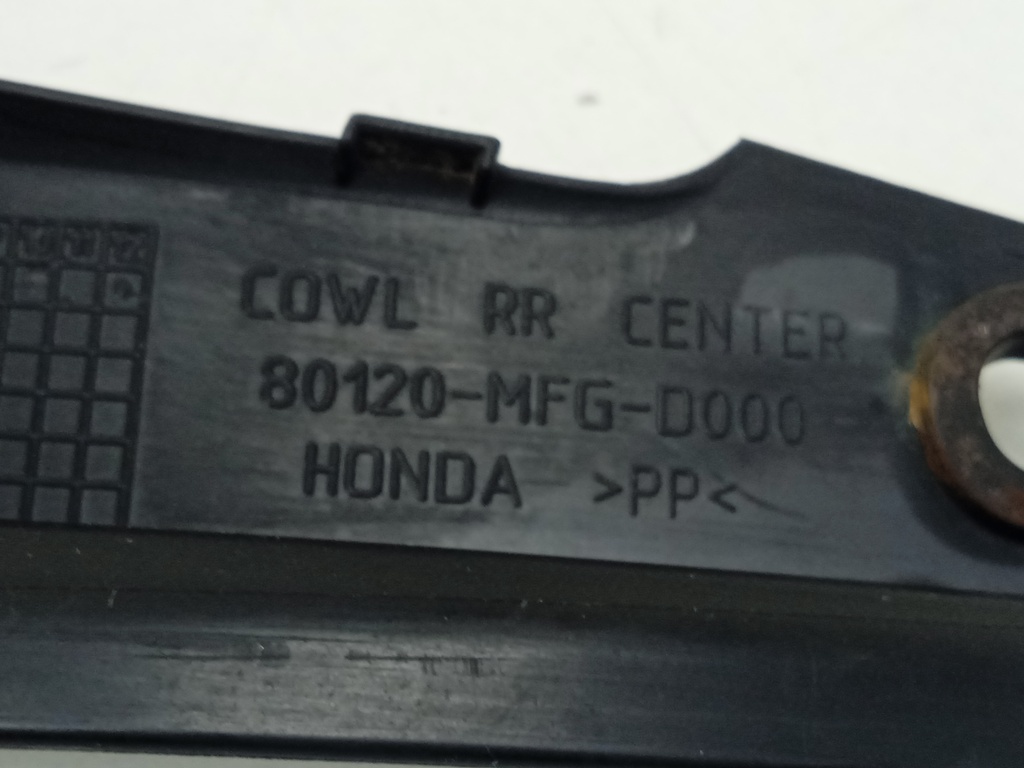 COWL RR CENTER
80120-MFG-D000
HONDA >PP<